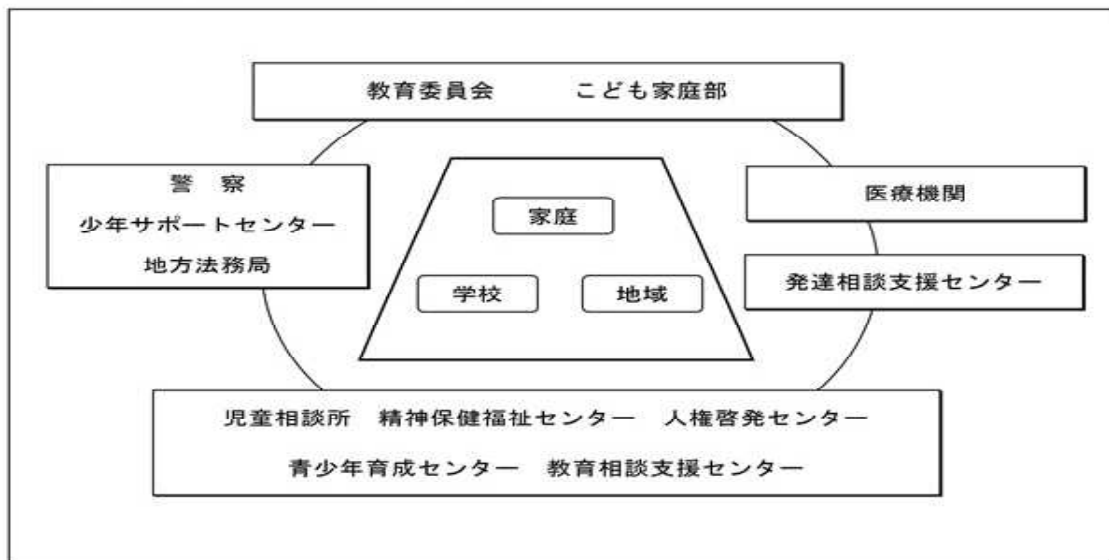 教育委員会　こども家庭部
警　察
少年サポートセンター
地方法務局
家庭
学校　地域
医療機関
発達相談支援センター
児童相談所　精神保健福祉センター　人権啓発センター
青少年育成センター　教育相談支援センター